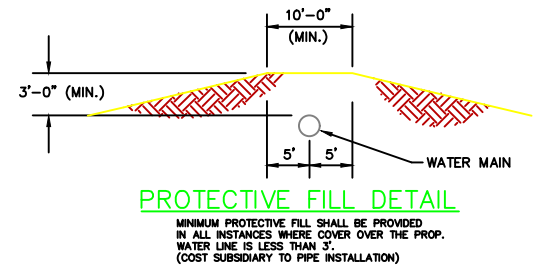 10'-0"
(MIN.)
3'-0" (MIN.)
5'
5'
WATER MAIN
PROTECTIVE FILL DETAIL
MINIMUM PROTECTIVE FILL SHALL BE PROVIDED
IN ALL INSTANCES WHERE COVER OVER THE PROP.
WATER LINE IS LESS THAN 3'.
(COST SUBSIDIARY TO PIPE INSTALLATION)